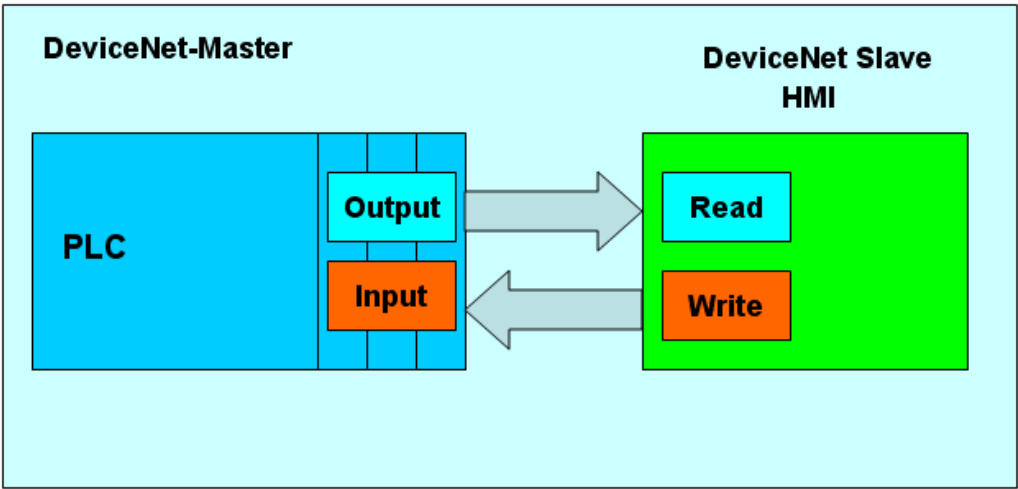 DeviceNet-Master
DeviceNet Slave
HMI
PLC
Output
Input
Read
Write